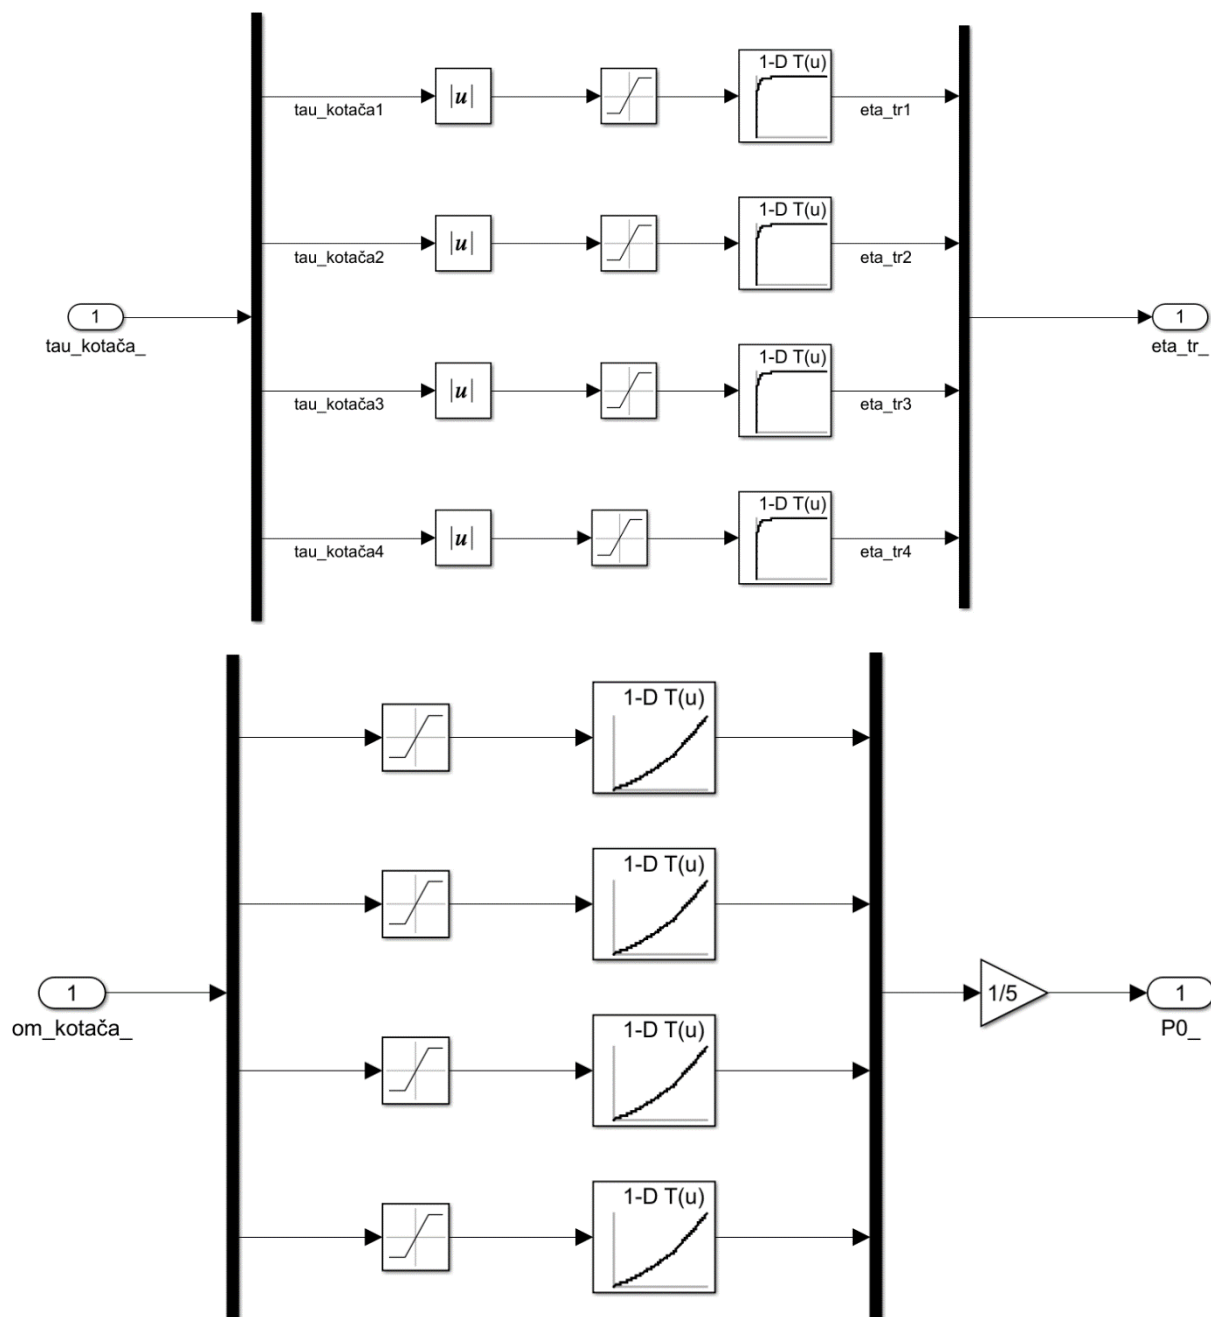 1-D T(u)
|u|
tau_kotača1
eta_tr1
1-D T(u)
|u|
tau_kotača2
eta_tr2
1
tau_kotača_
1
eta_tr_
1-D T(u)
|u|
tau_kotača3
eta_tr3
1-D T(u)
|u|
tau_kotača4
eta_tr4
1-D T(u)
1-D T(u)
1
om_kotača_
1/5
1
P0_
1-D T(u)
1-D T(u)